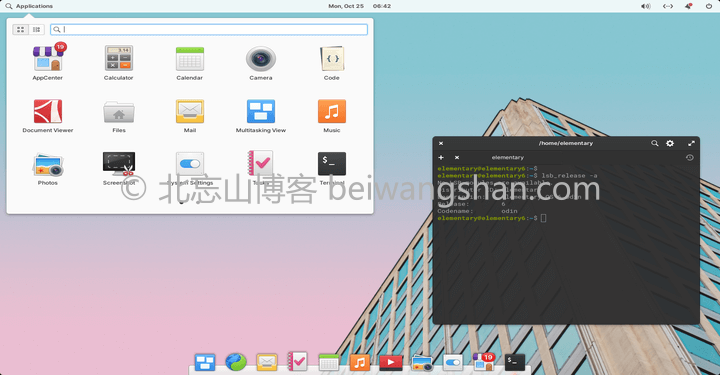 Applications
Mon, Oct 25 06:42
19
AppCenter
Calculator
Calendar
Camera
Code
Document Viewer
Files
Mail
Multitasking View
Music
Photos
Screenshot
System Settings
Tasks
Terminal
© 北忘山博客 beiwangshan.com
/home/elementary
elementary
elementary@elementary6:~$
elementary@elementary6:~$ lsb_release -a
Release: 6
Codename: odin
elementary@elementary6:~$
19